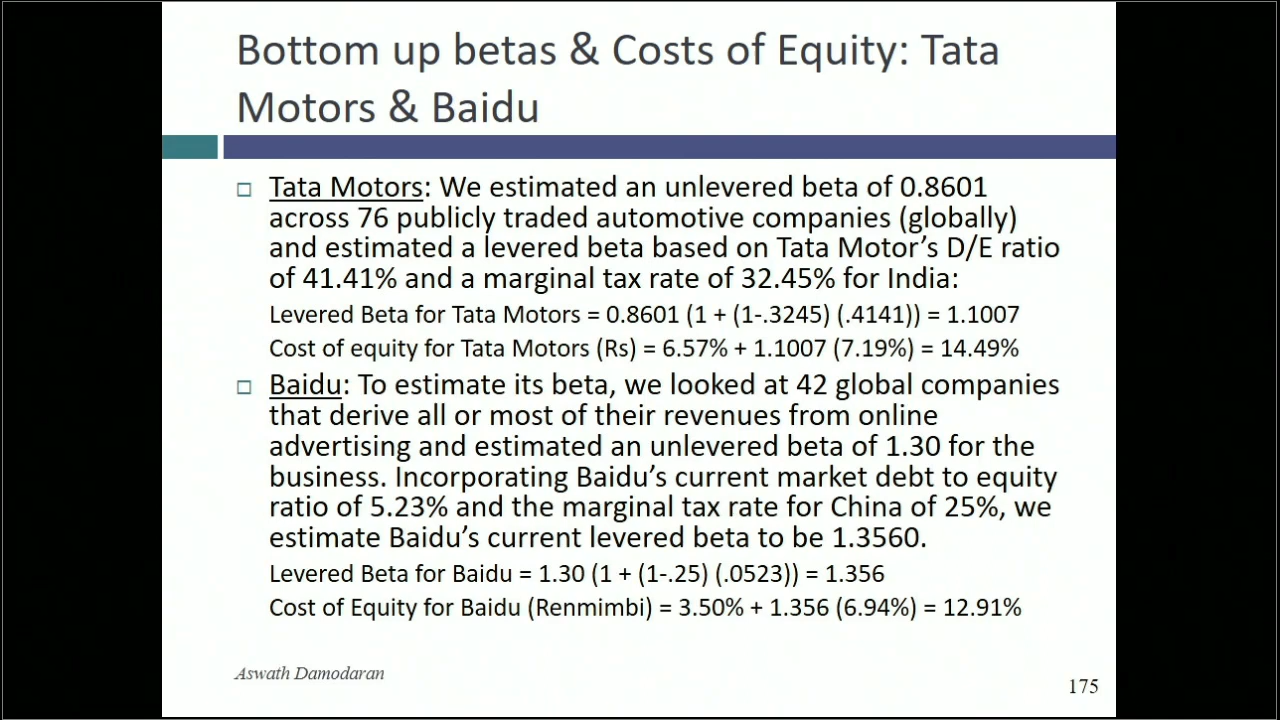 Bottom up betas & Costs of Equity: Tata
Motors & Baidu
Tata Motors: We estimated an unlevered beta of 0.8601
across 76 publicly traded automotive companies (globally)
and estimated a levered beta based on Tata Motor’s D/E ratio
of 41.41% and a marginal tax rate of 32.45% for India:
Levered Beta for Tata Motors = 0.8601 (1 + (1-.3245) (.4141)) = 1.1007
Cost of equity for Tata Motors (Rs) = 6.57% + 1.1007 (7.19%) = 14.49%
Baidu: To estimate its beta, we looked at 42 global companies
that derive all or most of their revenues from online
advertising and estimated an unlevered beta of 1.30 for the
business. Incorporating Baidu’s current market debt to equity
ratio of 5.23% and the marginal tax rate for China of 25%, we
estimate Baidu’s current levered beta to be 1.3560.
Levered Beta for Baidu = 1.30 (1 + (1-.25) (.0523)) = 1.356
Cost of Equity for Baidu (Renmimbi) = 3.50% + 1.356 (6.94%) = 12.91%
Aswath Damodaran
175